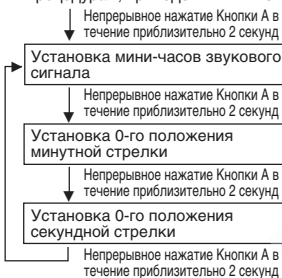 Непрерывное нажатие Кнопки А в
течение приблизительно 2 секунд
Установка мини-часов звукового
сигнала
Непрерывное нажатие Кнопки А в
течение приблизительно 2 секунд
Установка 0-го положения
минутной стрелки
Непрерывное нажатие Кнопки А в
течение приблизительно 2 секунд
Установка 0-го положения
секундной стрелки
Непрерывное нажатие Кнопки А в
течение приблизительно 2 секунд